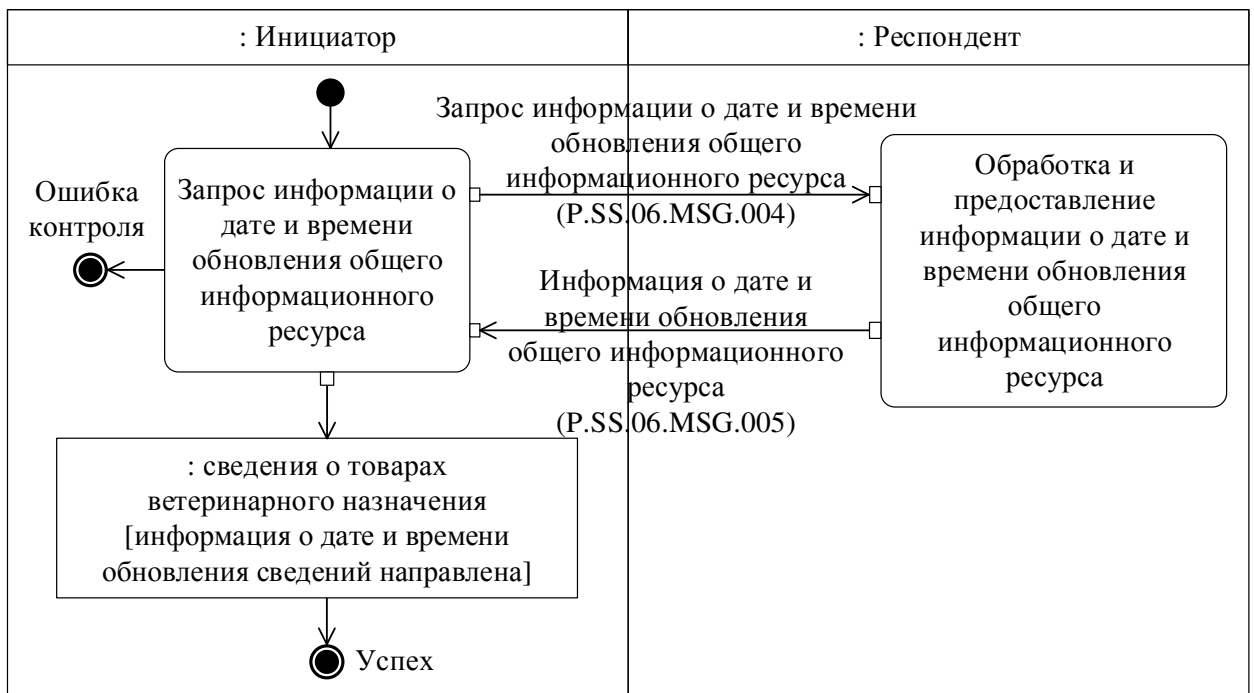 : Инициатор
: Респондент
Запрос информации о дате и времени
обновления общего
информационного ресурса
(P.SS.06.MSG.004)
Ошибка
контроля
Запрос информации о
дате и времени
обновления общего
информационного
ресурса
Обработка и
предоставление
информации о дате и
времени обновления
общего
информационного
ресурса
Информация о дате и
времени обновления
общего информационного
ресурса
(P.SS.06.MSG.005)
: сведения о товарах
ветеринарного назначения
[информация о дате и времени
обновления сведений направлена]
Успех